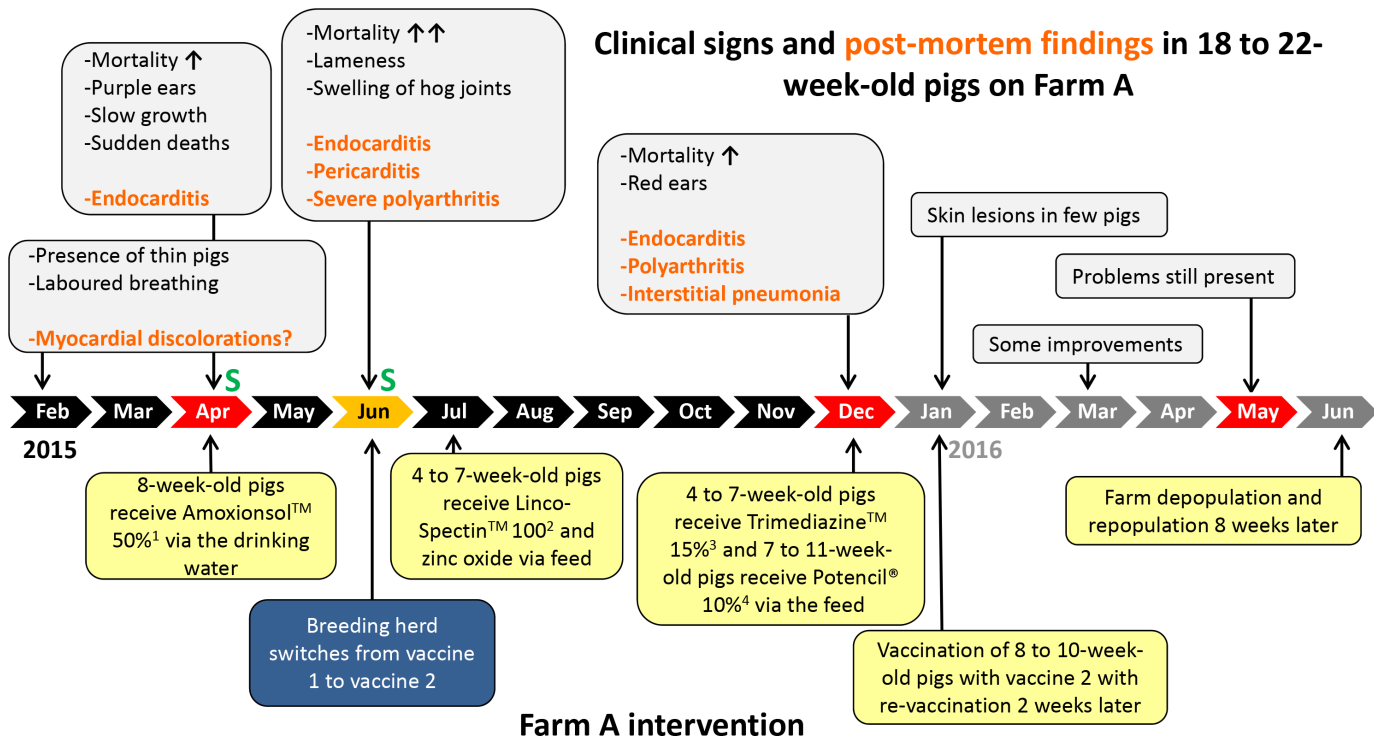 Clinical signs and post-mortem findings in 18 to 22-
week-old pigs on Farm A
-Mortality ↑
-Purple ears
-Slow growth
-Sudden deaths
-Endocarditis
-Presence of thin pigs
-Laboured breathing
-Myocardial discolorations?
-Mortality ↑↑
-Lameness
-Swelling of hog joints
-Endocarditis
-Pericarditis
-Severe polyarthritis
-Mortality ↑
-Red ears
-Endocarditis
-Polyarthritis
-Interstitial pneumonia
Skin lesions in few pigs
Some improvements
Problems still present
S
S
Feb Mar Apr May Jun Jul Aug Sep Oct Nov Dec Jan Feb Mar Apr May Jun
2015
2016
8-week-old pigs
receive Amoxionsol™
50%¹ via the drinking
water
Breeding herd
switches from vaccine
1 to vaccine 2
4 to 7-week-old pigs
receive Linco-
Spectin™ 100² and
zinc oxide via feed
4 to 7-week-old pigs
receive Trimediazine™
15%³ and 7 to 11-week-
old pigs receive Potencil®
10%⁴ via the feed
Vaccination of 8 to 10-week-
old pigs with vaccine 2 with
re-vaccination 2 weeks later
Farm depopulation and
repopulation 8 weeks later
Farm A intervention